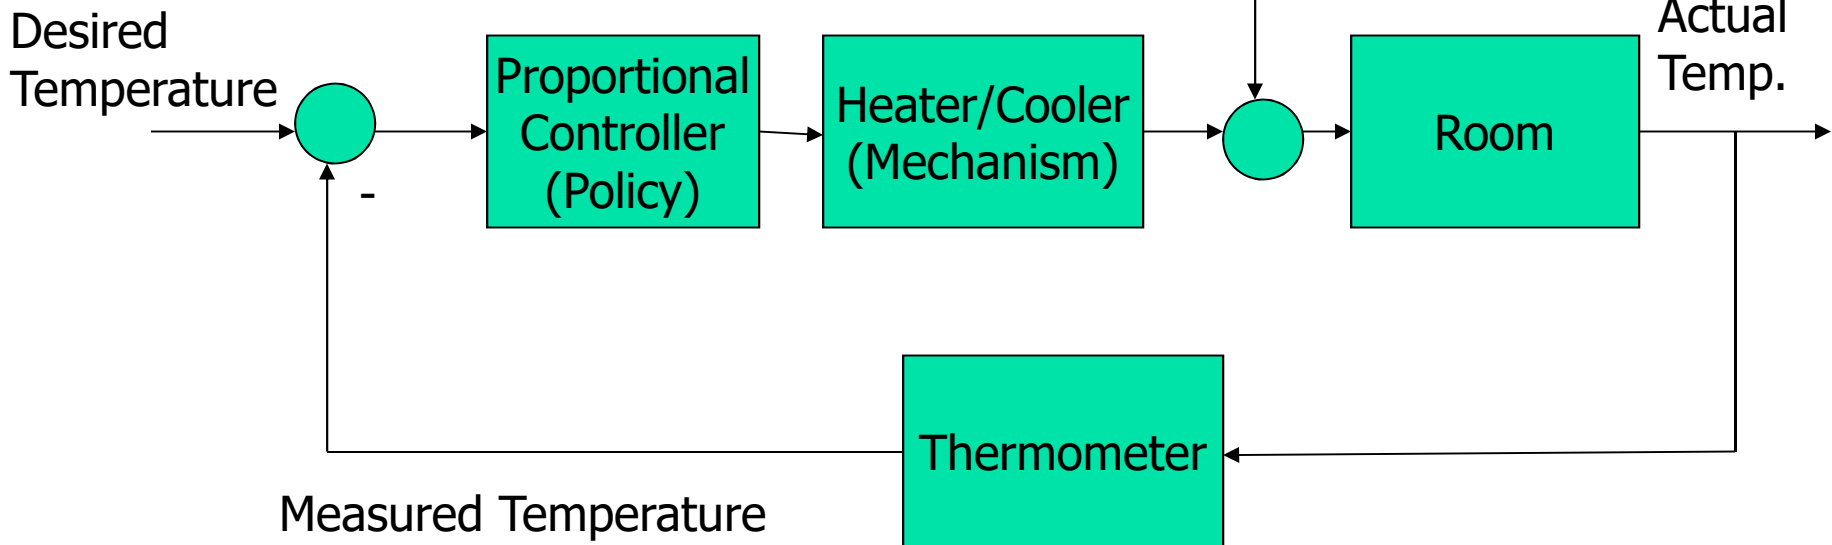 Desired
Temperature
Proportional
Controller
(Policy)
Heater/Cooler
(Mechanism)
Room
Actual
Temp.
-
Thermometer
Measured Temperature